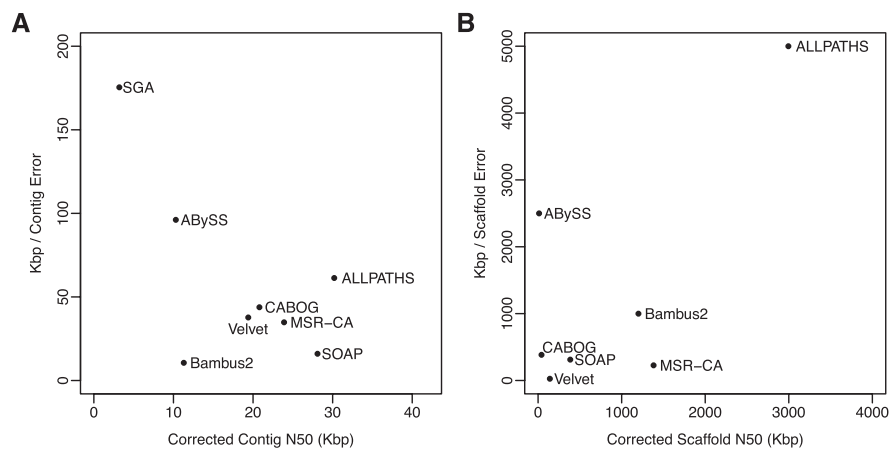 A
Kbp / Contig Error
200
150
100
50
0
SGA
ABySS
ALLPATHS
CABOG
Velvet
MSR−CA
SOAP
Bambus2
0 10 20 30 40
Corrected Contig N50 (Kbp)
B
Kbp / Scaffold Error
5000
4000
3000
2000
1000
0
ALLPATHS
ABySS
Bambus2
CABOG
SOAP
MSR−CA
Velvet
0 1000 2000 3000 4000
Corrected Scaffold N50 (Kbp)